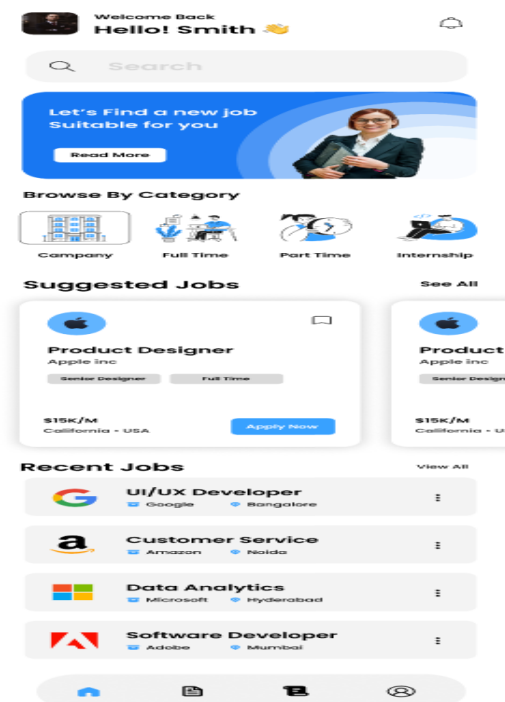 Welcome Back
Hello! Smith 👋
Search
Let's Find a new job
Suitable for you
Read More
Browse By Category
Campany
Full Time
Part Time
Internship
Suggested Jobs
See All
Product Designer
Apple inc
Senior Designer
Full Time
$15K/M
California • USA
Apply Now
Product
Apple inc
Senior Design
$15K/M
California • U
Recent Jobs
View All
UI/UX Developer
Google Bangalore
Customer Service
Amazon Noida
Data Analytics
Microsoft Hyderabad
Software Developer
Adobe Mumbai